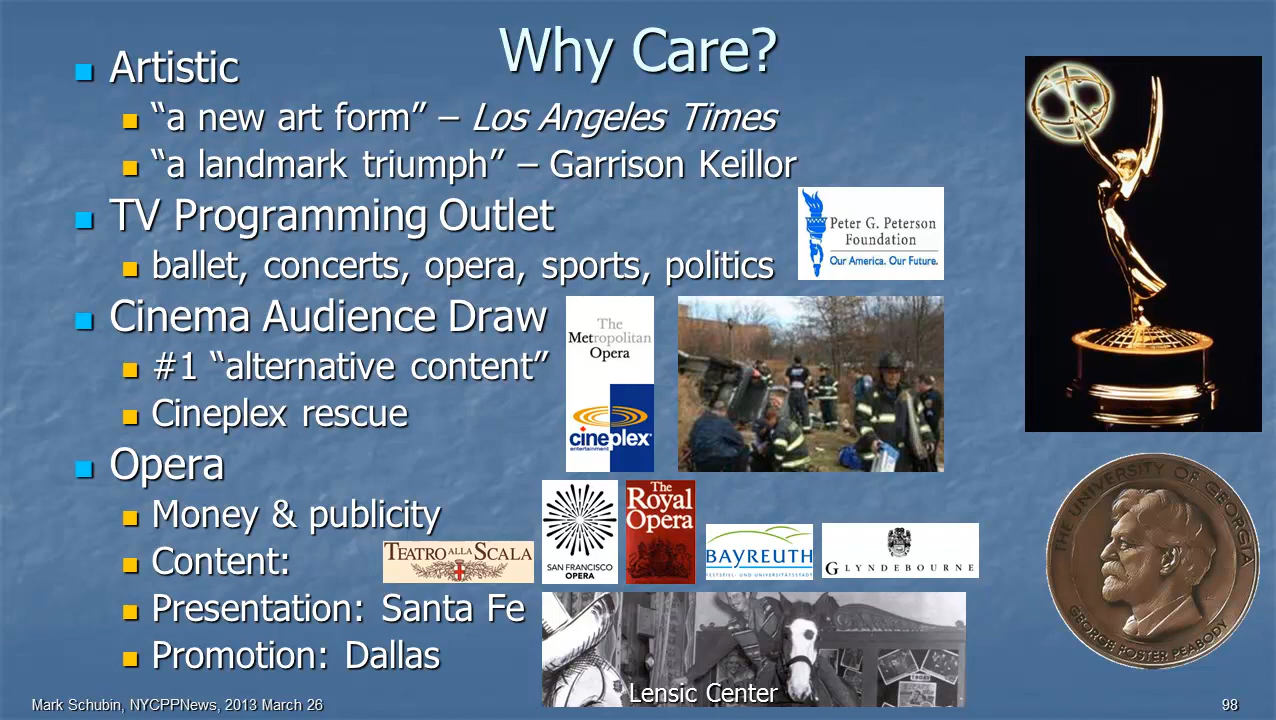 Why Care?
Artistic
“a new art form” – Los Angeles Times
“a landmark triumph” – Garrison Keillor
TV Programming Outlet
ballet, concerts, opera, sports, politics
Peter G. Peterson
Foundation
Our America. Our Future.
Cinema Audience Draw
#1 “alternative content”
Cineplex rescue
The
Metropolitan
Opera
cineplex
entertainment
Opera
Money & publicity
Content:
Presentation: Santa Fe
Promotion: Dallas
TEATRO ALLA SCALA
SAN FRANCISCO
OPERA
The
Royal
Opera
BAYREUTH
FESTSPIEL- UND UNIVERSITÄTSSTADT
GLYNDEBOURNE
Lensic Center
THE UNIVERSITY OF GEORGIA
GEORGE FOSTER PEABODY
Mark Schubin, NYCPPNews, 2013 March 26
98